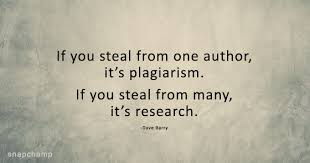 If you steal from one author,
it's plagiarism.
If you steal from many,
it's research.
-Dave Barry
snapchamp